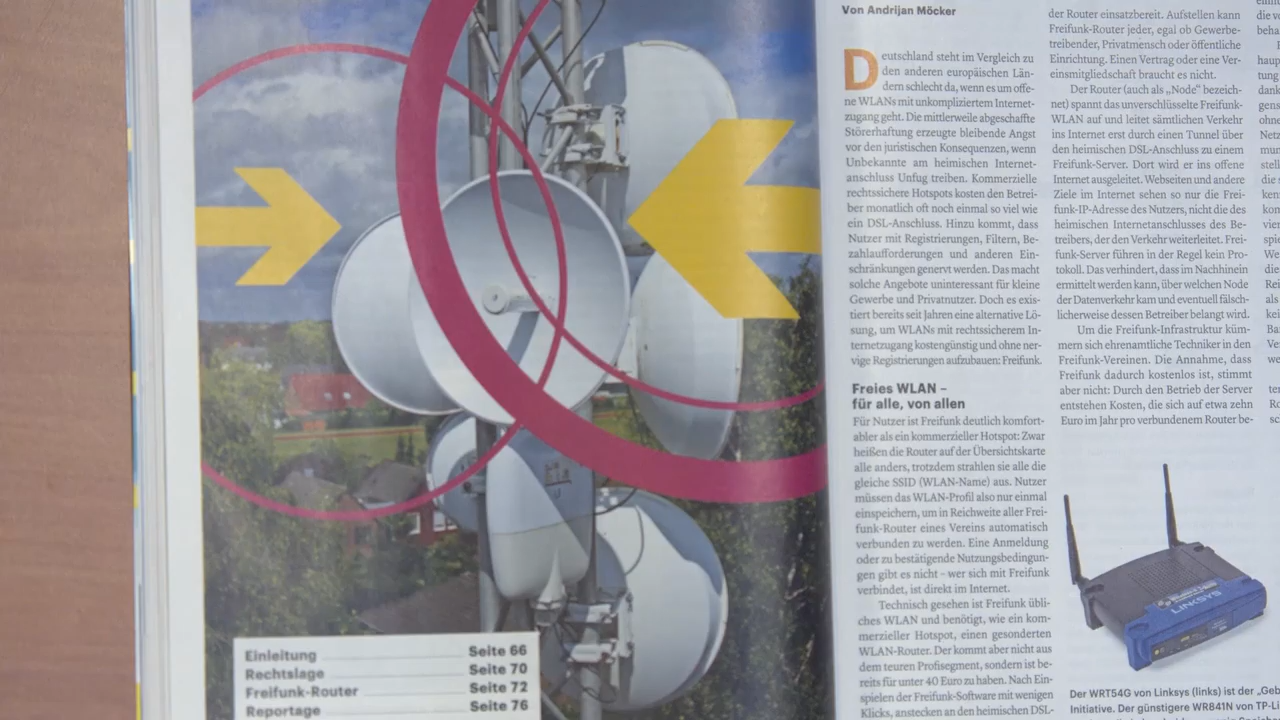 Einleitung Seite 66
Rechtslage Seite 70
Freifunk-Router Seite 72
Reportage Seite 76
Von Andrijan Möcker
Deutschland steht im Vergleich zu
den anderen europäischen Län-
dern schlecht da, wenn es um offe-
ne WLANs mit unkompliziertem Internet-
zugang geht. Die mittlerweile abgeschaffte
Störerhaftung erzeugte bleibende Angst
vor den juristischen Konsequenzen, wenn
Unbekannte am heimischen Internet-
anschluss Unfug treiben. Kommerzielle
rechtssichere Hotspots kosten den Betrei-
ber monatlich oft noch einmal so viel wie
ein DSL-Anschluss. Hinzu kommt, dass
Nutzer mit Registrierungen, Filtern, Be-
zahlaufforderungen und anderen Ein-
schränkungen genervt werden. Das macht
solche Angebote uninteressant für kleine
Gewerbe und Privatnutzer. Doch es exis-
tiert bereits seit Jahren eine alternative Lö-
sung, um WLANs mit rechtssicherem In-
ternetzugang kostengünstig und ohne ner-
vige Registrierungen aufzubauen: Freifunk.
Freies WLAN –
für alle, von allen
Für Nutzer ist Freifunk deutlich komfort-
abler als ein kommerzieller Hotspot: Zwar
heißen die Router auf der Übersichtskarte
alle anders, trotzdem strahlen sie alle die
gleiche SSID (WLAN-Name) aus. Nutzer
müssen das WLAN-Profil also nur einmal
einspeichern, um in Reichweite aller Frei-
funk-Router eines Vereins automatisch
verbunden zu werden. Eine Anmeldung
oder zu bestätigende Nutzungsbedingun-
gen gibt es nicht – wer sich mit Freifunk
verbindet, ist direkt im Internet.
Technisch gesehen ist Freifunk übli-
ches WLAN und benötigt, wie ein kom-
merzieller Hotspot, einen gesonderten
WLAN-Router. Der kommt aber nicht aus
dem teuren Profisegment, sondern ist be-
reits für unter 40 Euro zu haben. Nach Ein-
spielen der Freifunk-Software mit wenigen
Klicks, anstecken an den heimischen DSL-
der Router einsatzbereit. Aufstellen kann
Freifunk-Router jeder, egal ob Gewerbe-
treibender, Privatmensch oder öffentliche
Einrichtung. Einen Vertrag oder eine Ver-
einsmitgliedschaft braucht es nicht.
Der Router (auch als „Node" bezeich-
net) spannt das unverschlüsselte Freifunk-
WLAN auf und leitet sämtlichen Verkehr
ins Internet erst durch einen Tunnel über
den heimischen DSL-Anschluss zu einem
Freifunk-Server. Dort wird er ins offene
Internet ausgeleitet. Webseiten und andere
Ziele im Internet sehen so nur die Frei-
funk-IP-Adresse des Nutzers, nicht die des
heimischen Internetanschlusses des Be-
treibers, der den Verkehr weiterleitet. Frei-
funk-Server führen in der Regel kein Pro-
tokoll. Das verhindert, dass im Nachhinein
ermittelt werden kann, über welchen Node
der Datenverkehr kam und eventuell fälsch-
licherweise dessen Betreiber belangt wird.
Um die Freifunk-Infrastruktur küm-
mern sich ehrenamtliche Techniker in den
Freifunk-Vereinen. Die Annahme, dass
Freifunk dadurch kostenlos ist, stimmt
aber nicht: Durch den Betrieb der Server
entstehen Kosten, die sich auf etwa zehn
Euro im Jahr pro verbundenem Router be-
LINKSYS
Der WRT54G von Linksys (links) ist der „Geb
Initiative. Der günstigere WR841N von TP-Li